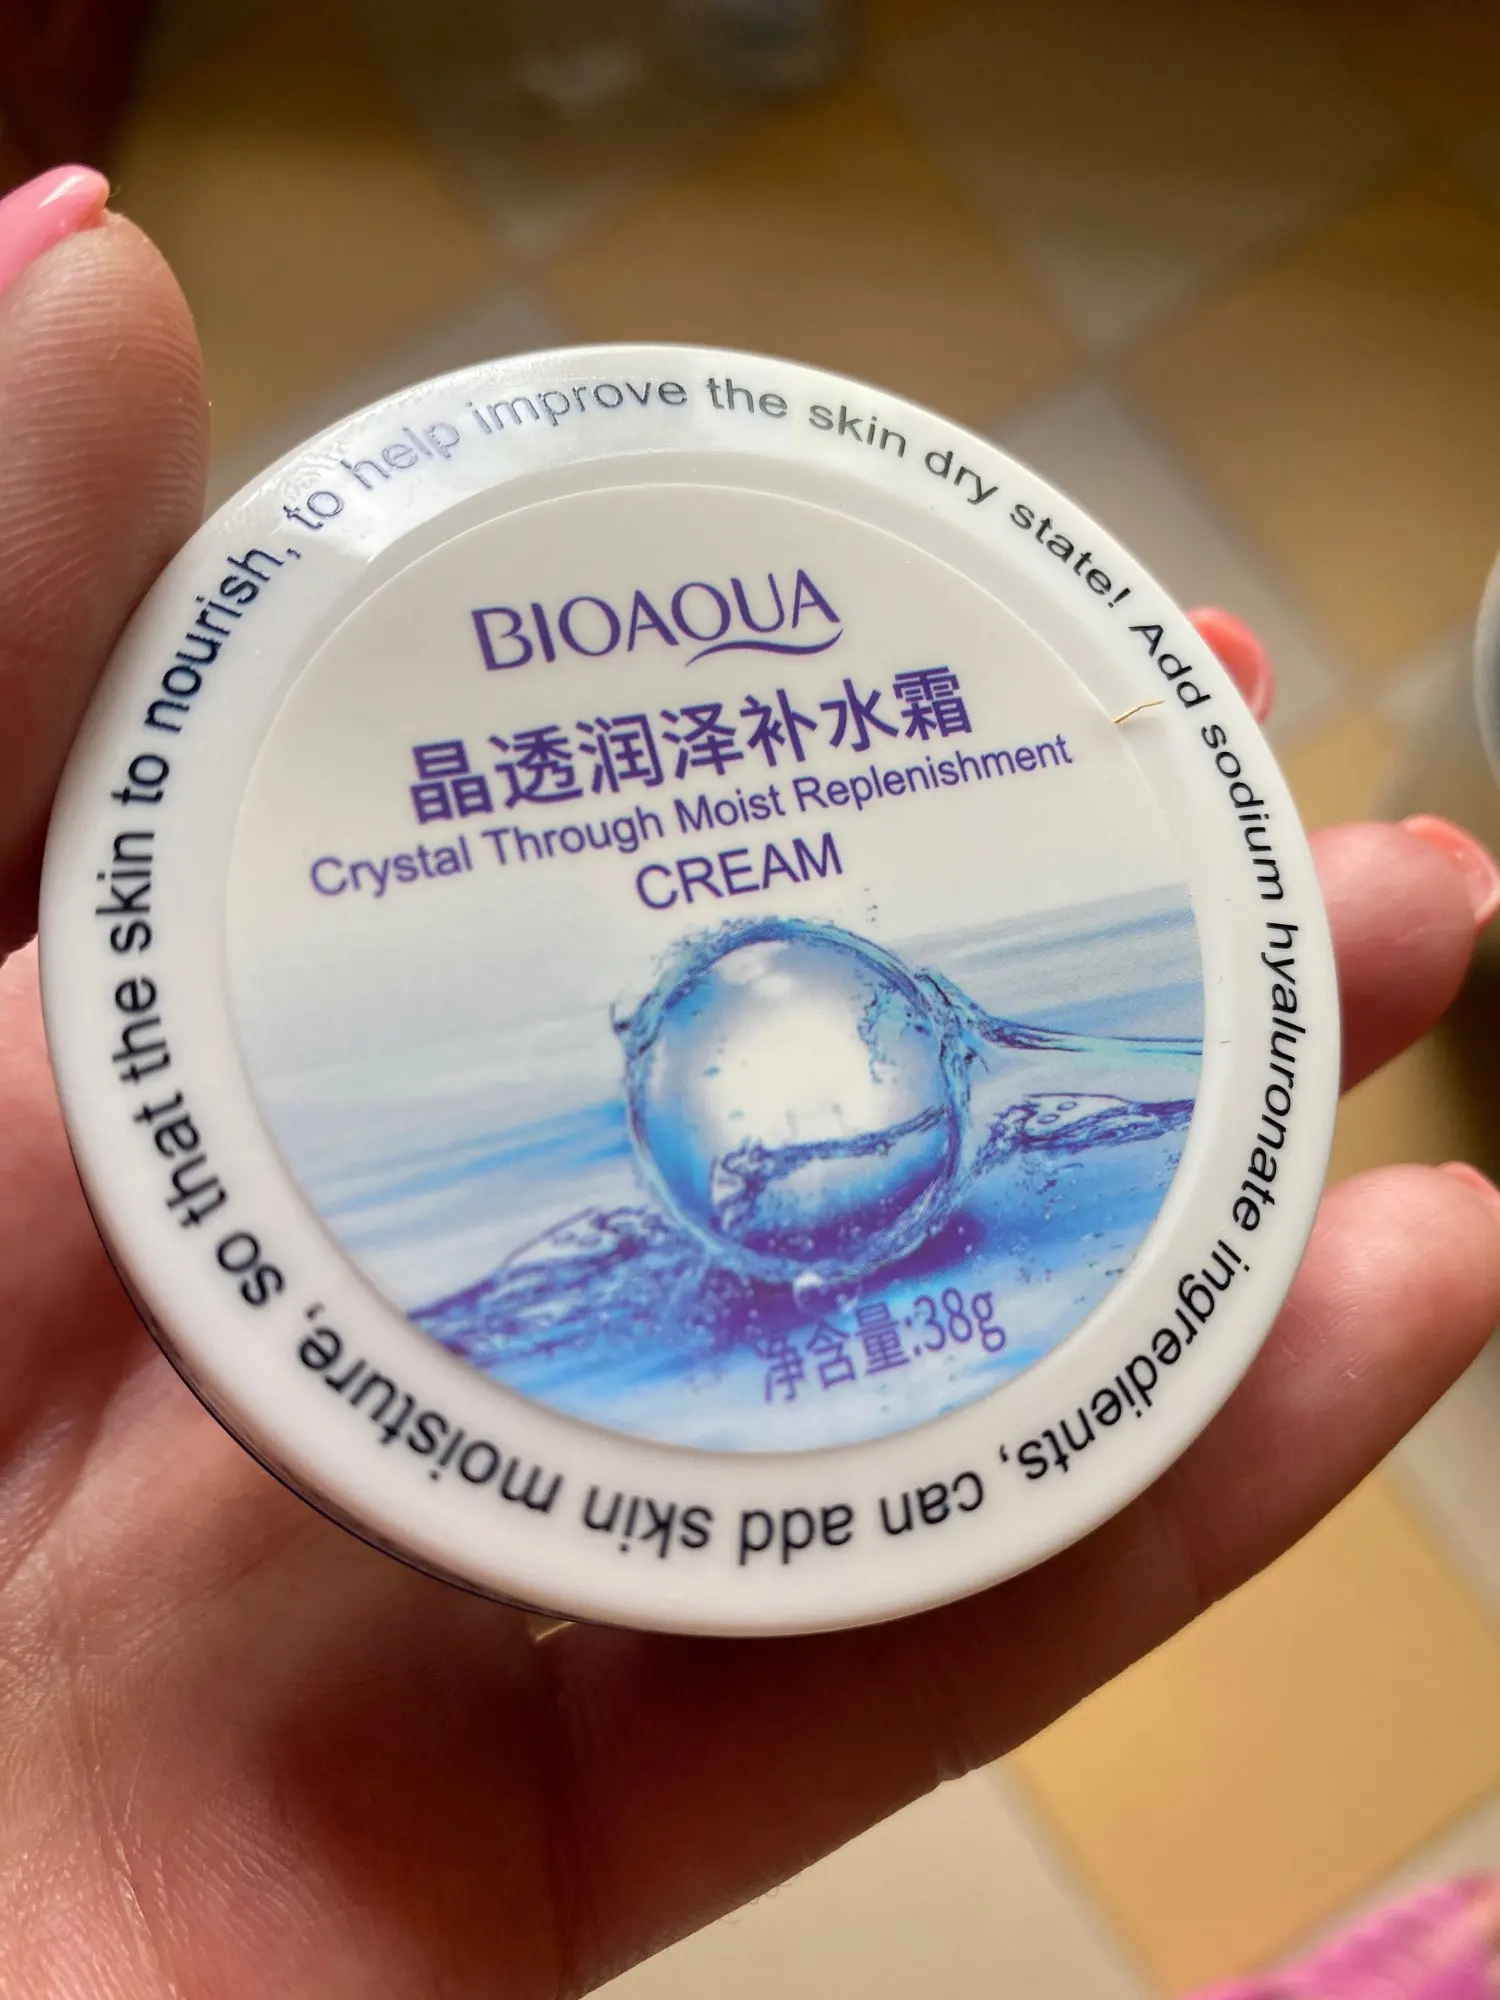 BIOAQUA
晶透润泽补水霜
Crystal Through Moist Replenishment
CREAM
净含量:38g
Add sodium hyaluronate ingredients, can add skin moisture, so that the skin to nourish, to help improve the skin dry state!